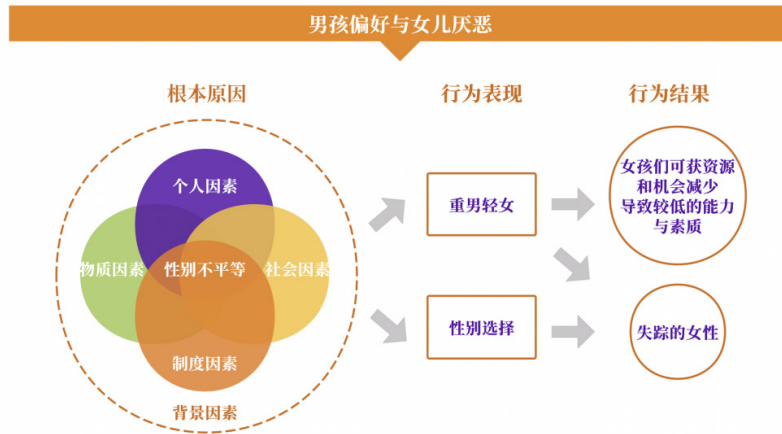 男孩偏好与女儿厌恶
根本原因
行为表现
行为结果
个人因素
物质因素
性别不平等
社会因素
制度因素
背景因素
重男轻女
性别选择
女孩们可获资源
和机会减少
导致较低的能力
与素质
失踪的女性